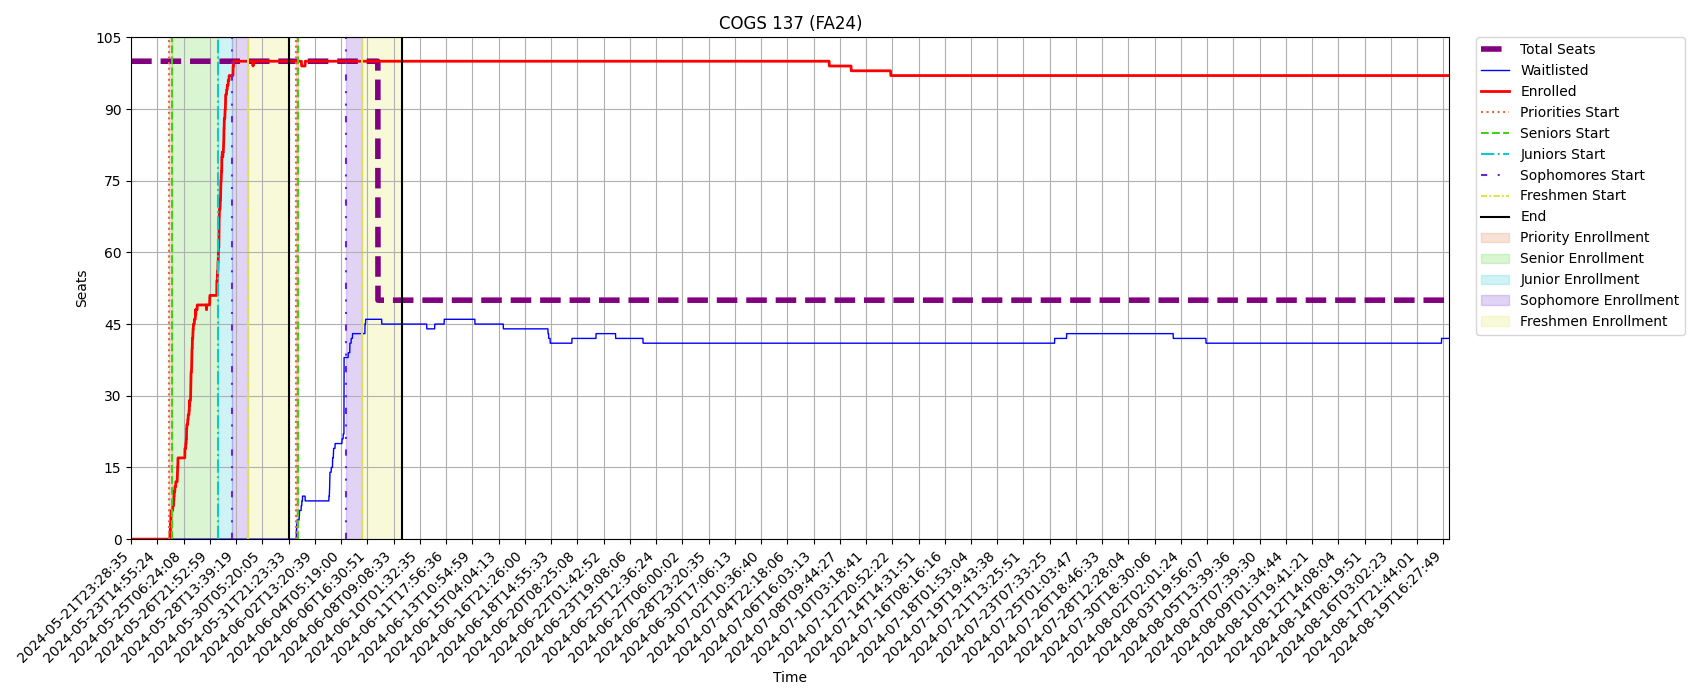 COGS 137 (FA24)
105
90
75
60
45
30
15
0
Seats
2024-05-21T23:28:35
2024-05-23T14:55:24
2024-05-25T06:24:08
2024-05-26T21:52:59
2024-05-28T13:39:19
2024-05-30T05:20:05
2024-05-31T21:23:33
2024-06-02T13:20:39
2024-06-04T05:19:00
2024-06-06T16:30:51
2024-06-08T09:08:33
2024-06-10T01:32:35
2024-06-11T17:56:36
2024-06-13T10:54:59
2024-06-15T04:04:13
2024-06-16T21:26:00
2024-06-18T14:55:33
2024-06-20T08:25:08
2024-06-22T01:42:52
2024-06-23T19:08:06
2024-06-25T12:36:24
2024-06-27T06:00:02
2024-06-28T23:20:35
2024-06-30T17:06:13
2024-07-02T10:36:40
2024-07-04T22:18:06
2024-07-06T16:03:13
2024-07-08T09:44:27
2024-07-10T03:18:41
2024-07-12T20:52:22
2024-07-14T14:31:51
2024-07-16T08:16:16
2024-07-18T01:53:04
2024-07-19T19:43:38
2024-07-21T13:25:51
2024-07-23T07:33:25
2024-07-25T01:03:47
2024-07-26T18:46:33
2024-07-28T12:28:04
2024-07-30T18:30:06
2024-08-02T02:01:24
2024-08-03T19:56:07
2024-08-05T13:39:36
2024-08-07T07:39:30
2024-08-09T01:34:44
2024-08-10T19:41:21
2024-08-12T14:08:04
2024-08-14T08:19:51
2024-08-16T03:02:23
2024-08-17T21:44:01
2024-08-19T16:27:49
Time
Total Seats
Waitlisted
Enrolled
Priorities Start
Seniors Start
Juniors Start
Sophomores Start
Freshmen Start
End
Priority Enrollment
Senior Enrollment
Junior Enrollment
Sophomore Enrollment
Freshmen Enrollment